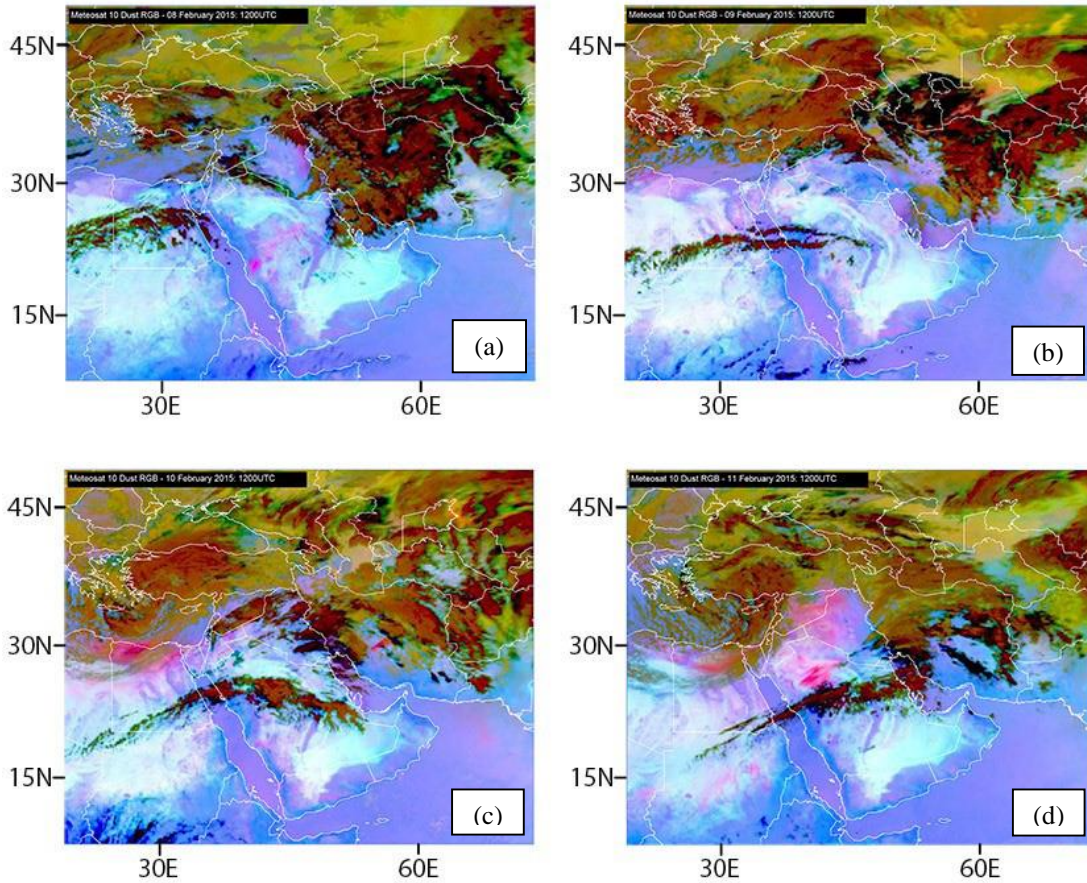 Meteosat 10 Dust RGB - 08 February 2015: 1200UTC
45N
30N
15N
(a)
30E
60E
Meteosat 10 Dust RGB - 09 February 2015: 1200UTC
45N
30N
15N
(b)
30E
60E
Meteosat 10 Dust RGB - 10 February 2015: 1200UTC
45N
30N
15N
(c)
30E
60E
Meteosat 10 Dust RGB - 11 February 2015: 1200UTC
45N
30N
15N
(d)
30E
60E